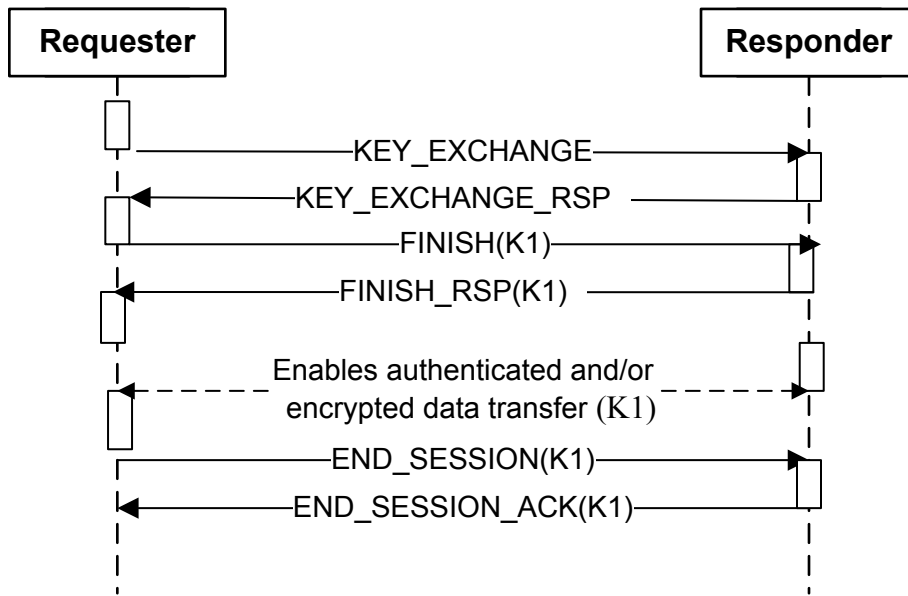 Requester
Responder
KEY_EXCHANGE
KEY_EXCHANGE_RSP
FINISH(K1)
FINISH_RSP(K1)
Enables authenticated and/or
encrypted data transfer (K1)
END_SESSION(K1)
END_SESSION_ACK(K1)